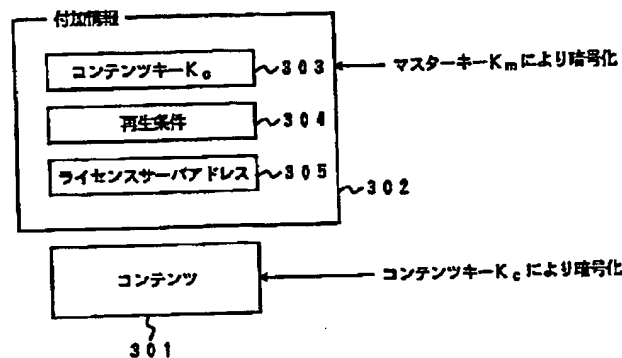 付加情報
コンテンツキーKc
303
マスターキーKmにより暗号化
再生条件
304
ライセンスサーバアドレス
305
302
コンテンツ
コンテンツキーKcにより暗号化
301